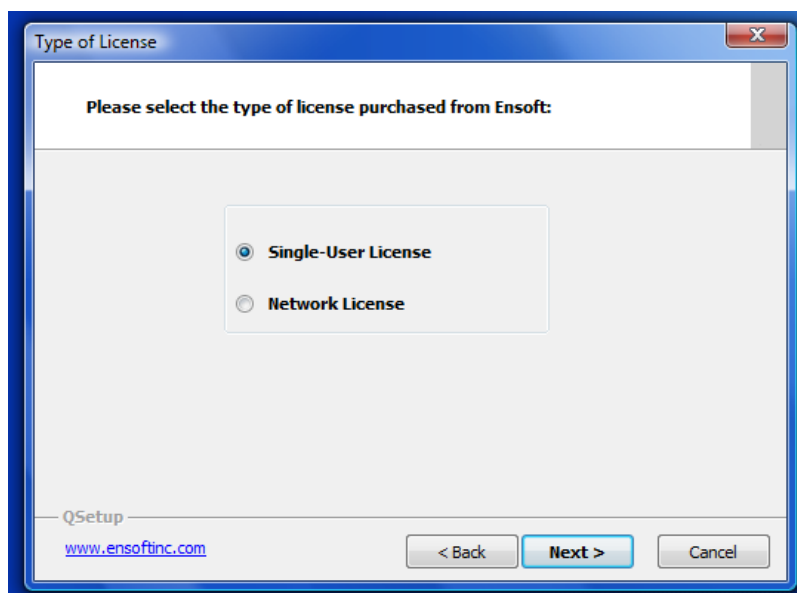 Type of License
Please select the type of license purchased from Ensoft:
Single-User License
Network License
QSetup
www.ensoftinc.com
< Back
Next >
Cancel